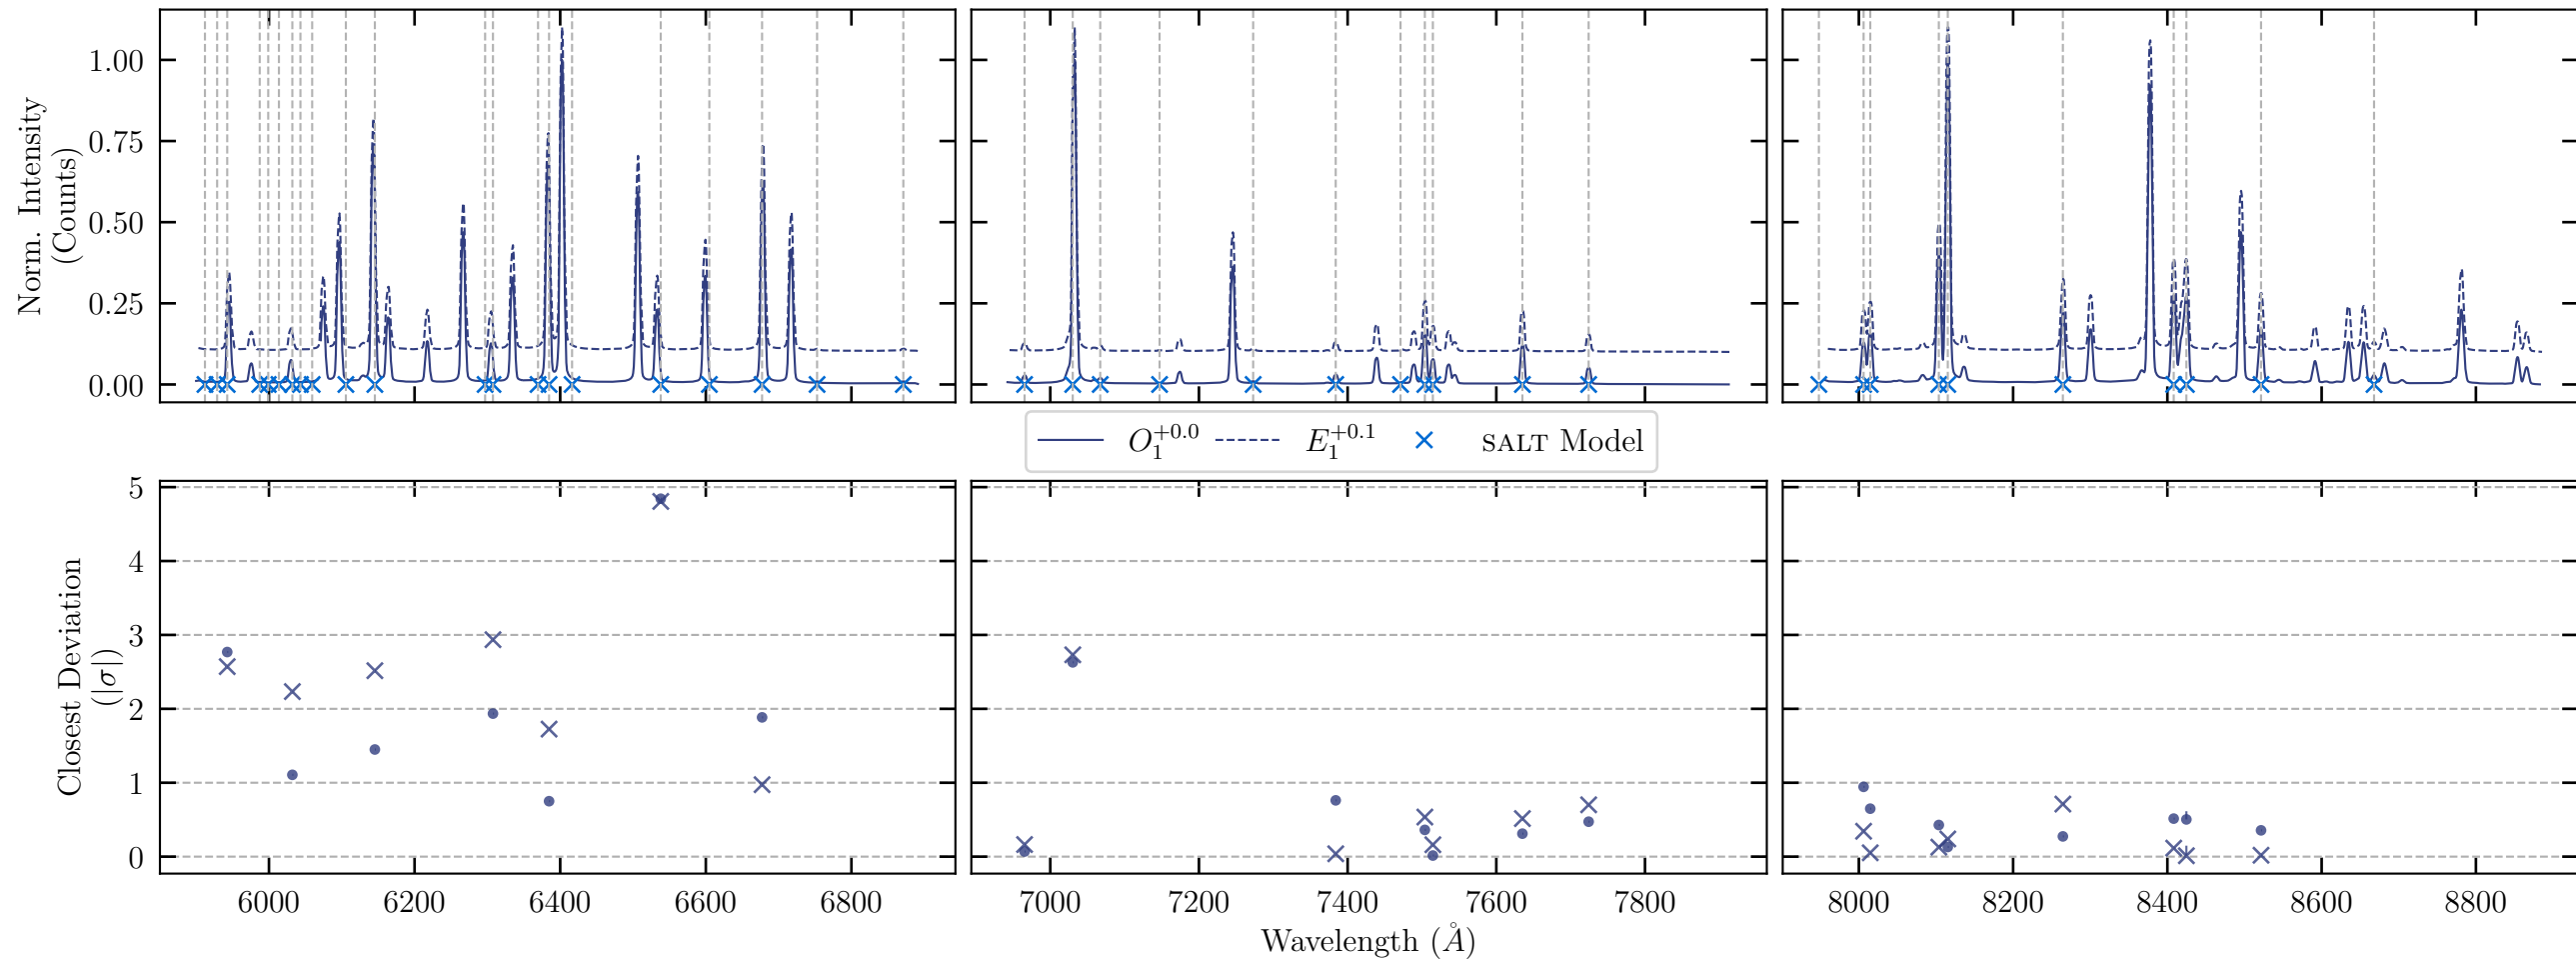 Norm. Intensity
(Counts)
1.00
0.75
0.50
0.25
0.00
O₁⁺⁰·⁰ E₁⁺⁰·¹ SALT Model
Closest Deviation
(|σ|)
5
4
3
2
1
0
6000 6200 6400 6600 6800 7000 7200 7400 7600 7800 8000 8200 8400 8600 8800
Wavelength (Å)